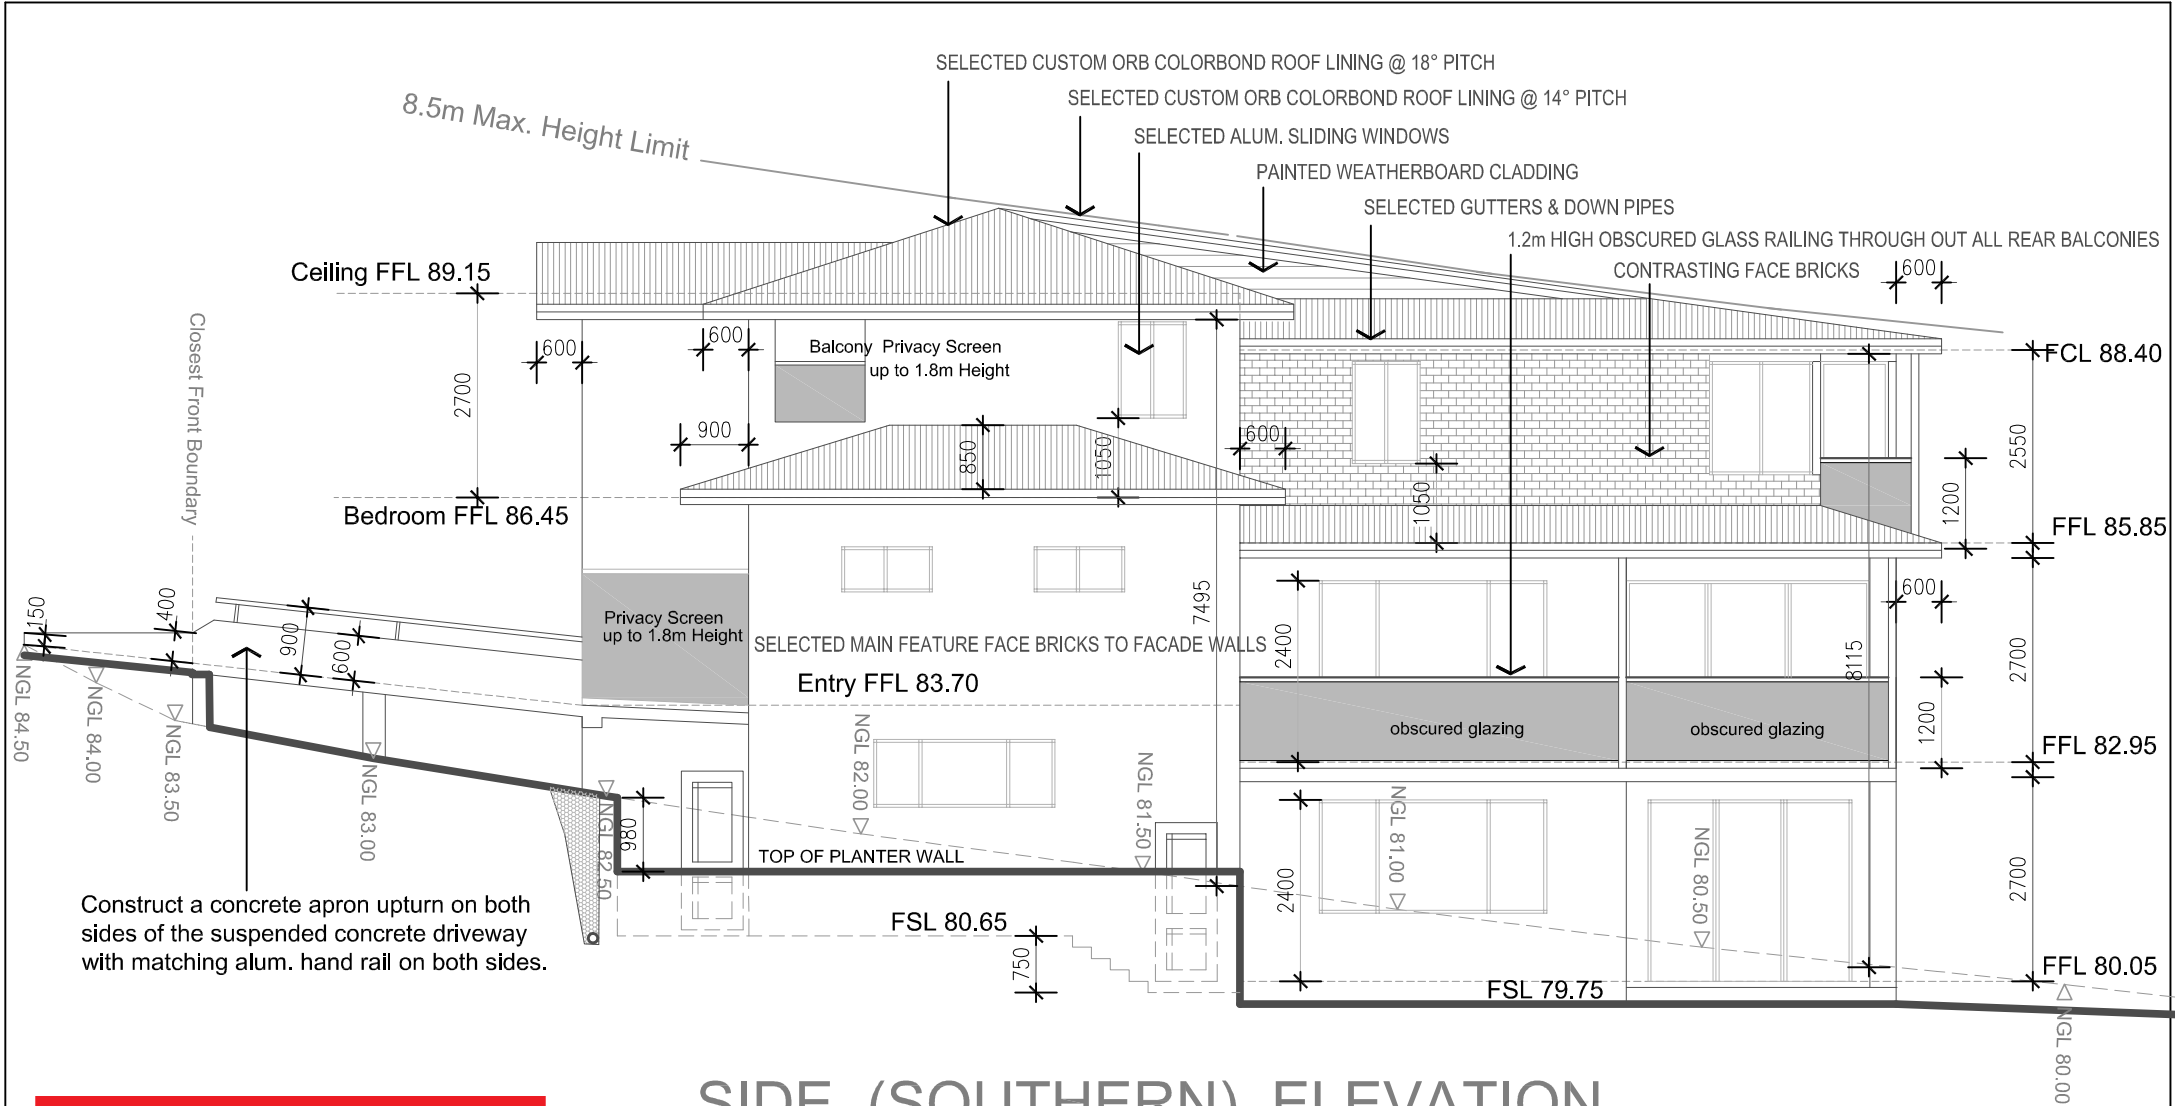 SELECTED CUSTOM ORB COLORBOND ROOF LINING @ 18° PITCH
8.5m Max. Height Limit
SELECTED CUSTOM ORB COLORBOND ROOF LINING @ 14° PITCH
SELECTED ALUM. SLIDING WINDOWS
PAINTED WEATHERBOARD CLADDING
SELECTED GUTTERS & DOWN PIPES
1.2m HIGH OBSCURED GLASS RAILING THROUGH OUT ALL REAR BALCONIES
CONTRASTING FACE BRICKS
600
Ceiling FFL 89.15
Closest Front Boundary
2700
600
600
Balcony Privacy Screen
up to 1.8m Height
FCL 88.40
900
850
1050
600
1050
2550
1200
Bedroom FFL 86.45
FFL 85.85
150
400
900
600
Privacy Screen
up to 1.8m Height
SELECTED MAIN FEATURE FACE BRICKS TO FACADE WALLS
7495
2400
8115
600
2700
Entry FFL 83.70
obscured glazing
obscured glazing
1200
FFL 82.95
NGL 84.50
NGL 84.00
NGL 83.50
NGL 83.00
NGL 82.50
980
NGL 82.00
NGL 81.50
NGL 81.00
NGL 80.50
TOP OF PLANTER WALL
2400
2700
Construct a concrete apron upturn on both
sides of the suspended concrete driveway
with matching alum. hand rail on both sides.
FSL 80.65
750
FSL 79.75
FFL 80.05
NGL 80.00
SIDE (SOUTHERN) ELEVATION